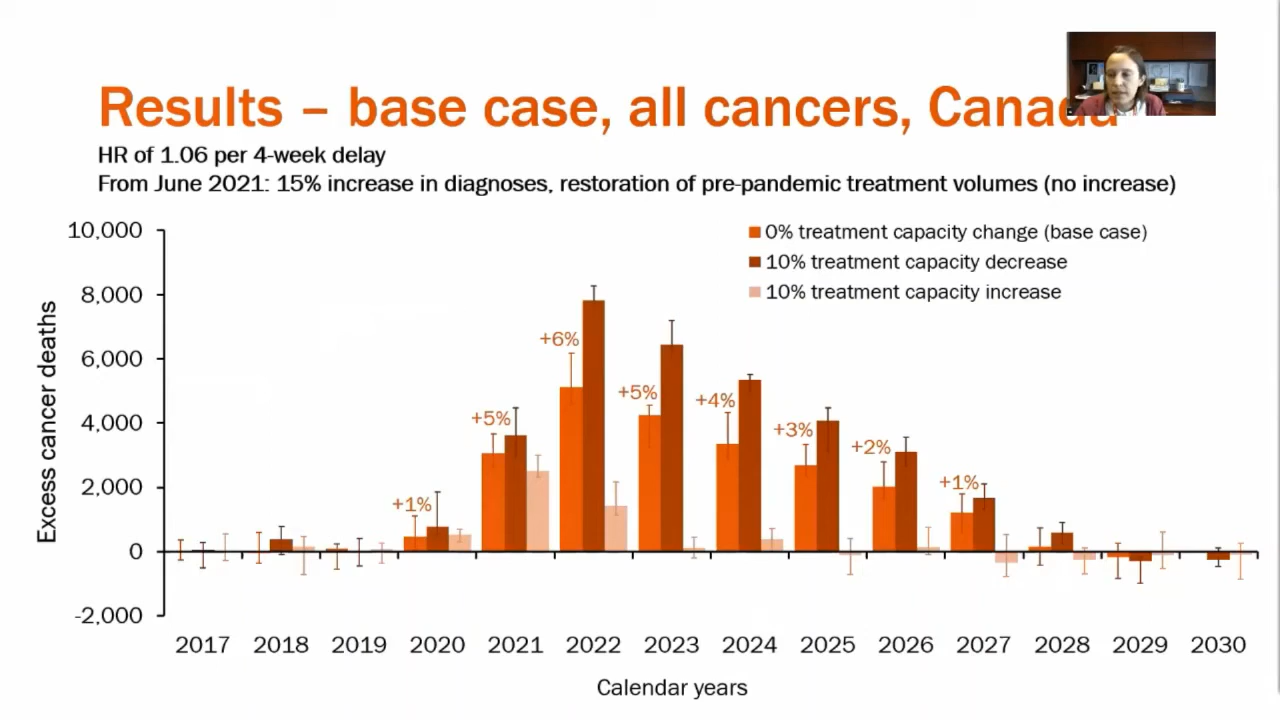 Results – base case, all cancers, Canada
HR of 1.06 per 4-week delay
From June 2021: 15% increase in diagnoses, restoration of pre-pandemic treatment volumes (no increase)
0% treatment capacity change (base case)
10% treatment capacity decrease
10% treatment capacity increase
Excess cancer deaths
10,000
8,000
6,000
4,000
2,000
0
-2,000
+1%
+5%
+6%
+5%
+4%
+3%
+2%
+1%
2017 2018 2019 2020 2021 2022 2023 2024 2025 2026 2027 2028 2029 2030
Calendar years